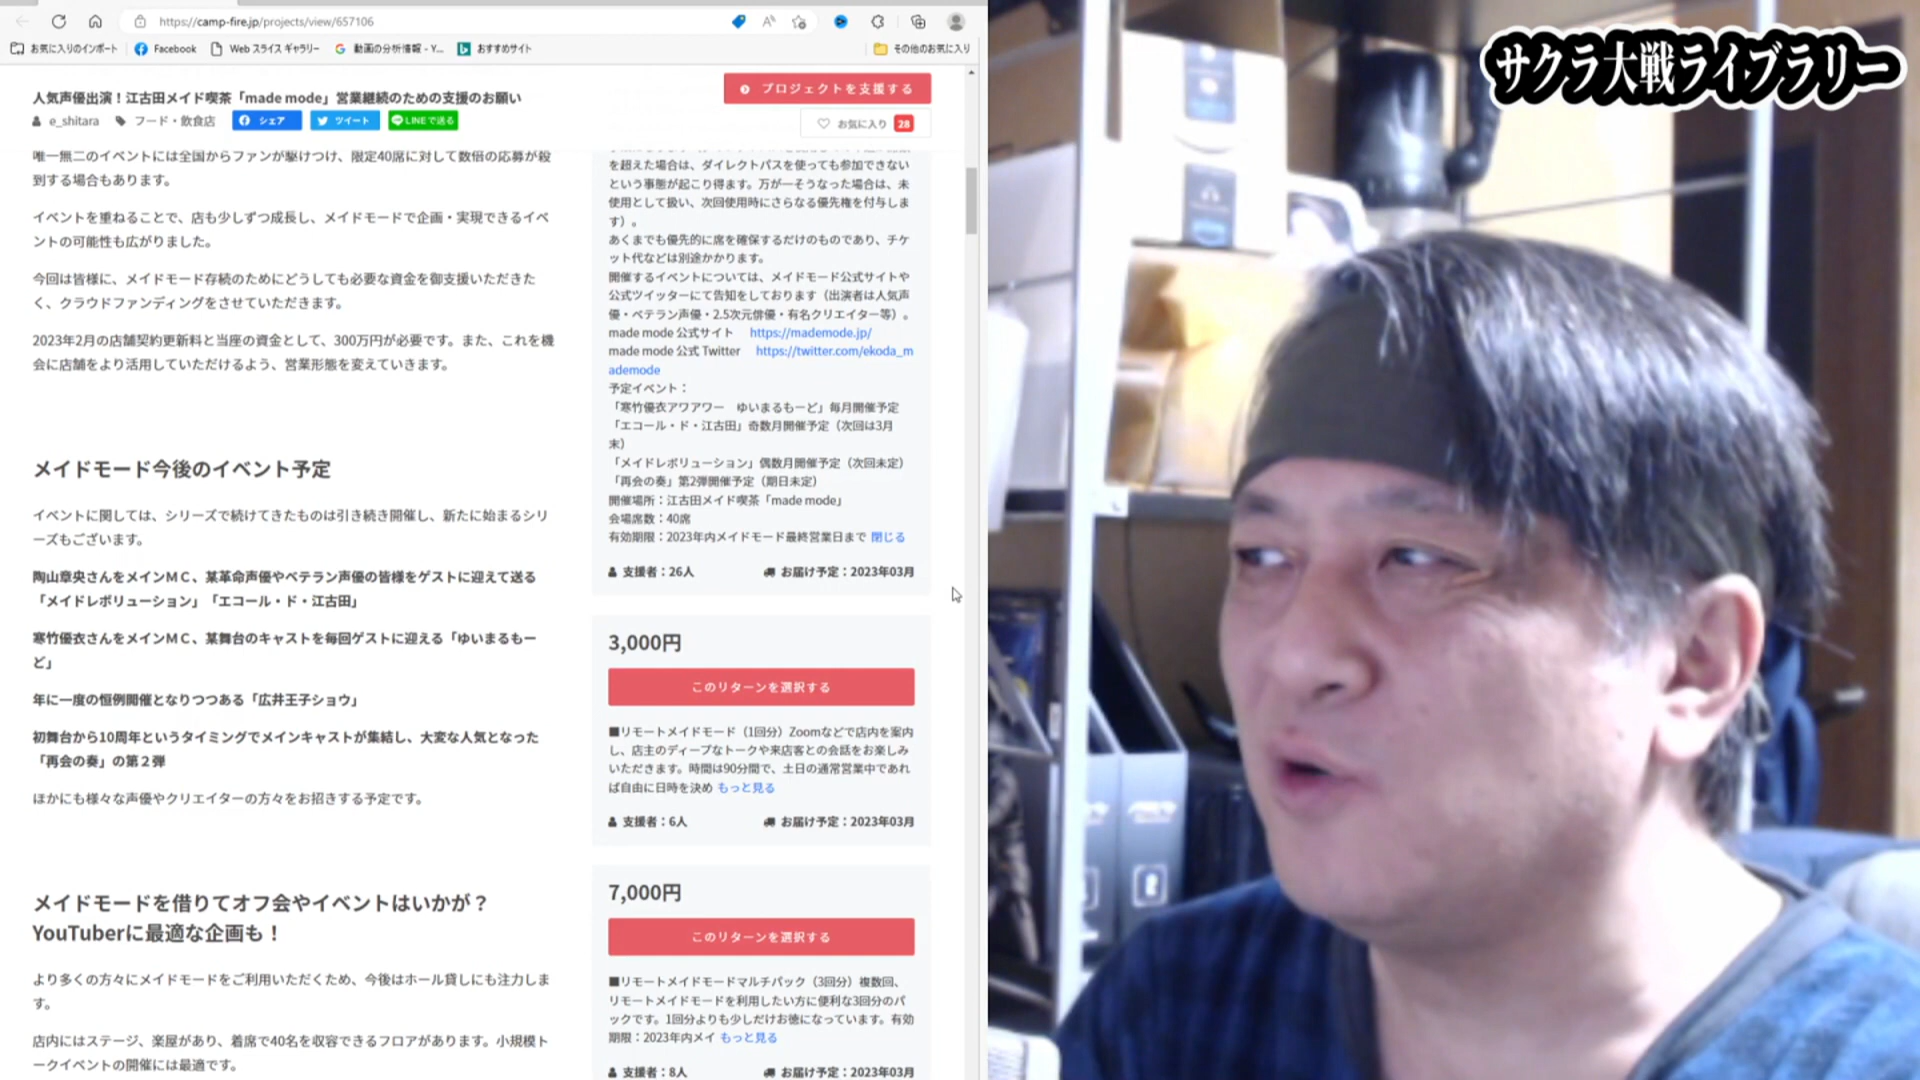 https://camp-fire.jp/projects/view/657106
お気に入りのインポート
Facebook
Web スライス ギャラリー
動画の分析情報 - Y...
おすすめサイト
その他のお気に入り
サクラ大戦ライブラリー
人気声優出演！江古田メイド喫茶「made mode」営業継続のための支援のお願い
e_shitara
フード・飲食店
シェア
ツイート
LINEで送る
プロジェクトを支援する
お気に入り 28
唯一無二のイベントには全国からファンが駆けつけ、限定40席に対して数倍の応募が殺
到する場合もあります。
イベントを重ねることで、店も少しずつ成長し、メイドモードで企画・実現できるイベ
ントの可能性も広がりました。
今回は皆様に、メイドモード存続のためにどうしても必要な資金を御支援いただきた
く、クラウドファンディングをさせていただきます。
2023年2月の店舗契約更新料と当座の資金として、300万円が必要です。また、これを機
会に店舗をより活用していただけるよう、営業形態を変えていきます。
メイドモード今後のイベント予定
イベントに関しては、シリーズで続けてきたものは引き続き開催し、新たに始まるシリ
ーズもございます。
陶山章央さんをメインＭＣ、某革命声優やベテラン声優の皆様をゲストに迎えて送る
「メイドレボリューション」「エコール・ド・江古田」
寒竹優衣さんをメインＭＣ、某舞台のキャストを毎回ゲストに迎える「ゆいまるもー
ど」
年に一度の恒例開催となりつつある「広井王子ショウ」
初舞台から10周年というタイミングでメインキャストが集結し、大変な人気となった
「再会の奏」の第２弾
ほかにも様々な声優やクリエイターの方々をお招きする予定です。
メイドモードを借りてオフ会やイベントはいかが？
YouTuberに最適な企画も！
より多くの方々にメイドモードをご利用いただくため、今後はホール貸しにも注力しま
す。
店内にはステージ、楽屋があり、着席で40名を収容できるフロアがあります。小規模ト
ークイベントの開催には最適です。
を超えた場合は、ダイレクトパスを使っても参加できない
という事態が起こり得ます。万が一そうなった場合は、未
使用として扱い、次回使用時にさらなる優先権を付与しま
す）。
あくまでも優先的に席を確保するだけのものであり、チケ
ット代などは別途かかります。
開催するイベントについては、メイドモード公式サイトや
公式ツイッターにて告知をしております（出演者は人気声
優・ベテラン声優・2.5次元俳優・有名クリエイター等）。
made mode 公式サイト https://mademode.jp/
made mode 公式 Twitter https://twitter.com/ekoda_m
ademode
予定イベント：
「寒竹優衣アワアワー　ゆいまるもーど」毎月開催予定
「エコール・ド・江古田」奇数月開催予定（次回は3月
末）
「メイドレボリューション」偶数月開催予定（次回未定）
「再会の奏」第2弾開催予定（期日未定）
開催場所：江古田メイド喫茶「made mode」
会場席数：40席
有効期限：2023年内メイドモード最終営業日まで 閉じる
支援者：26人
お届け予定：2023年03月
3,000円
このリターンを選択する
■リモートメイドモード（1回分）Zoomなどで店内を案内
し、店主のディープなトークや来店客との会話をお楽しみ
いただきます。時間は90分間で、土日の通常営業中であれ
ば自由に日時を決め もっと見る
支援者：6人
お届け予定：2023年03月
7,000円
このリターンを選択する
■リモートメイドモードマルチパック（3回分）複数回、
リモートメイドモードを利用したい方に便利な3回分のパ
ックです。1回分よりも少しだけお徳になっています。有効
期限：2023年内メイ もっと見る
支援者：8人
お届け予定：2023年03月